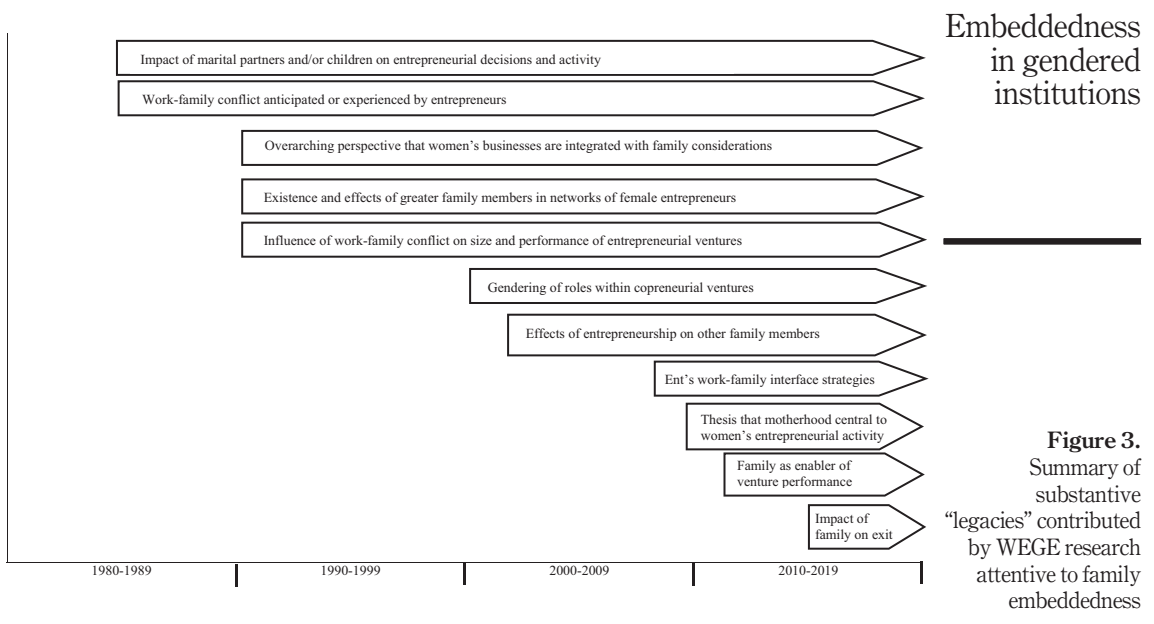 Embeddedness
in gendered
institutions
Impact of marital partners and/or children on entrepreneurial decisions and activity
Work-family conflict anticipated or experienced by entrepreneurs
Overarching perspective that women's businesses are integrated with family considerations
Existence and effects of greater family members in networks of female entrepreneurs
Influence of work-family conflict on size and performance of entrepreneurial ventures
Gendering of roles within copreneurial ventures
Effects of entrepreneurship on other family members
Ent's work-family interface strategies
Thesis that motherhood central to
women's entrepreneurial activity
Family as enabler of
venture performance
Impact of
family on exit
1980-1989
1990-1999
2000-2009
2010-2019
Figure 3.
Summary of
substantive
“legacies” contributed
by WEGE research
attentive to family
embeddedness